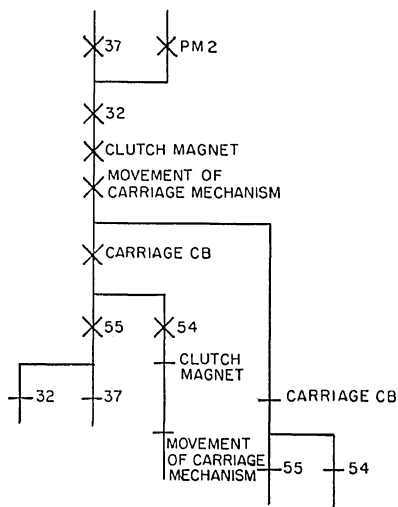 37
PM 2
32
CLUTCH MAGNET
MOVEMENT OF
CARRIAGE MECHANISM
CARRIAGE CB
55
54
CLUTCH
MAGNET
32
37
CARRIAGE CB
MOVEMENT
OF CARRIAGE
MECHANISM
55
54